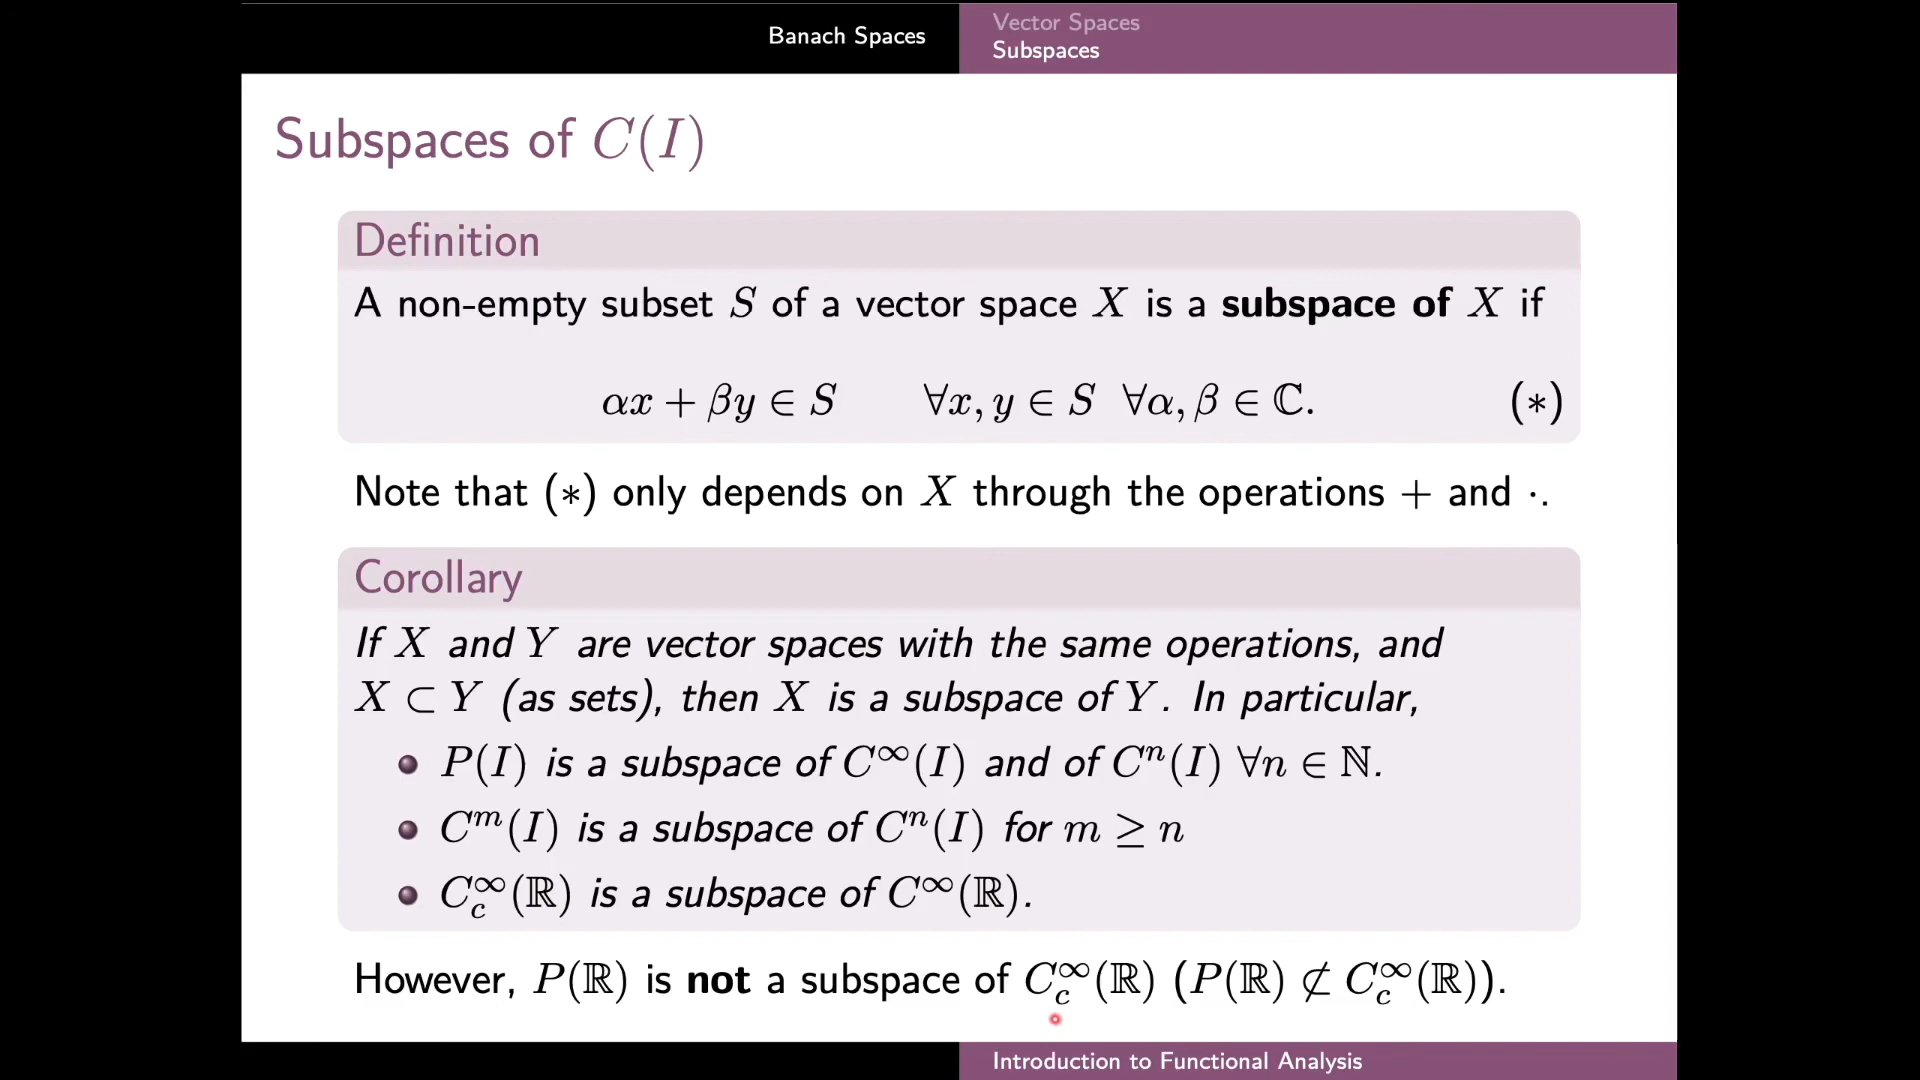 Banach Spaces
Vector Spaces
Subspaces
Subspaces of C(I)
Definition
A non-empty subset S of a vector space X is a subspace of X if
αx + βy ∈ S ∀x, y ∈ S ∀α, β ∈ ℂ. (∗)
Note that (∗) only depends on X through the operations + and ·.
Corollary
If X and Y are vector spaces with the same operations, and
X ⊂ Y (as sets), then X is a subspace of Y. In particular,
P(I) is a subspace of C^∞(I) and of C^n(I) ∀n ∈ ℕ.
C^m(I) is a subspace of C^n(I) for m ≥ n
C_c^∞(ℝ) is a subspace of C^∞(ℝ).
However, P(ℝ) is not a subspace of C_c^∞(ℝ) (P(ℝ) ⊄ C_c^∞(ℝ)).
Introduction to Functional Analysis